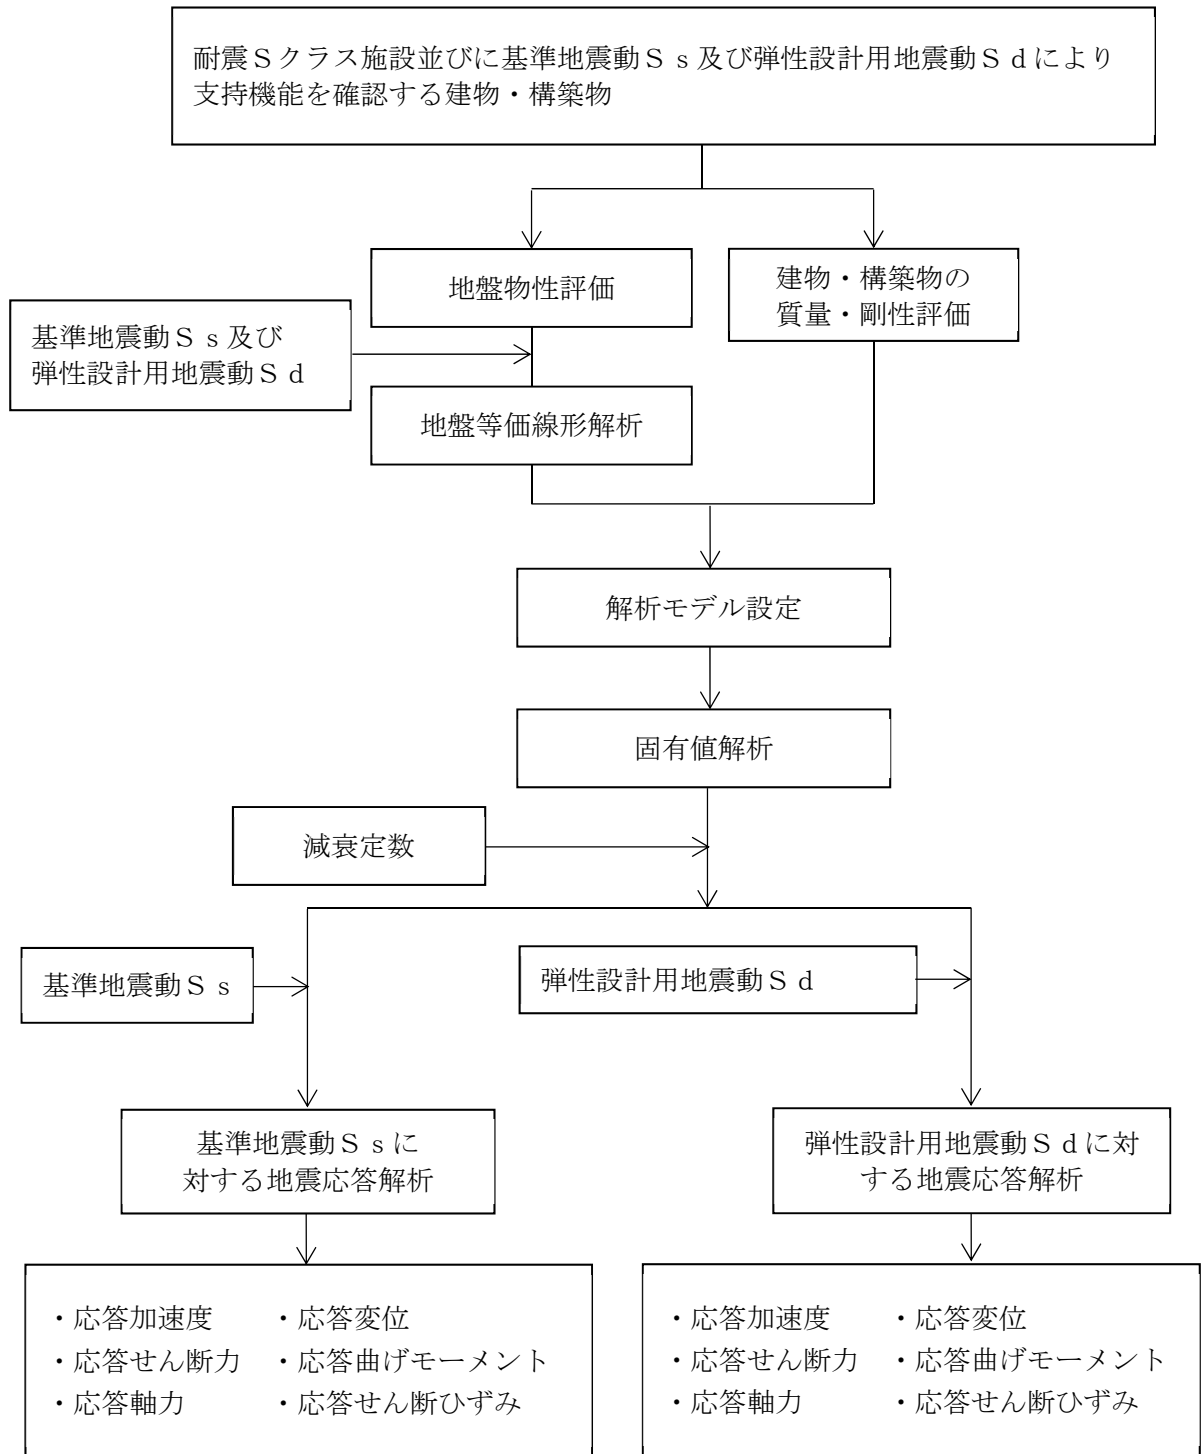 耐震Ｓクラス施設並びに基準地震動Ｓｓ及び弾性設計用地震動Ｓｄにより
支持機能を確認する建物・構築物
地盤物性評価
建物・構築物の
質量・剛性評価
基準地震動Ｓｓ及び
弾性設計用地震動Ｓｄ
地盤等価線形解析
解析モデル設定
固有値解析
減衰定数
基準地震動Ｓｓ
弾性設計用地震動Ｓｄ
基準地震動Ｓｓに
対する地震応答解析
弾性設計用地震動Ｓｄに対
する地震応答解析
・応答加速度　・応答変位
・応答せん断力　・応答曲げモーメント
・応答軸力　・応答せん断ひずみ
・応答加速度　・応答変位
・応答せん断力　・応答曲げモーメント
・応答軸力　・応答せん断ひずみ